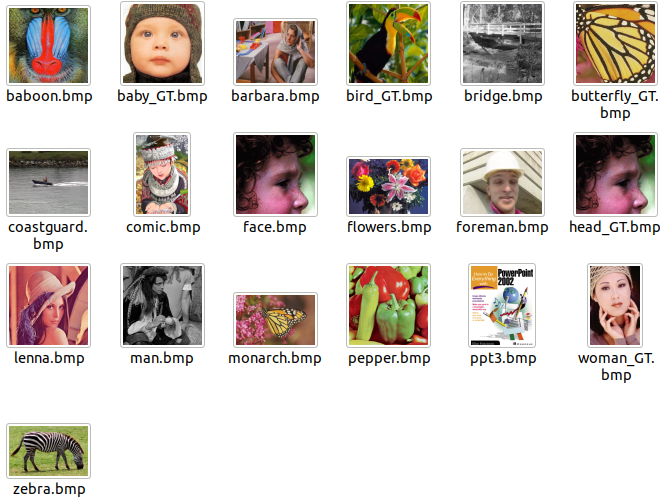 baboon.bmp
baby_GT.bmp
barbara.bmp
bird_GT.bmp
bridge.bmp
butterfly_GT.
bmp
coastguard.
bmp
comic.bmp
face.bmp
flowers.bmp
foreman.bmp
head_GT.bmp
PowerPoint
2002
lenna.bmp
man.bmp
monarch.bmp
pepper.bmp
ppt3.bmp
woman_GT.
bmp
zebra.bmp